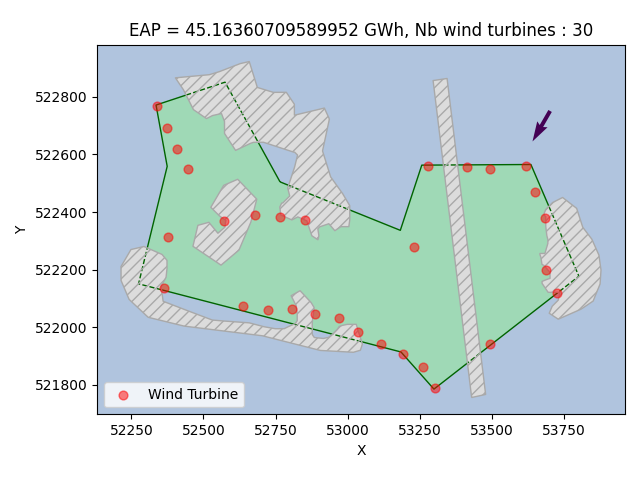 EAP = 45.16360709589952 GWh, Nb wind turbines : 30
Y
522800
522600
522400
522200
522000
521800
Wind Turbine
52250 52500 52750 53000 53250 53500 53750
X